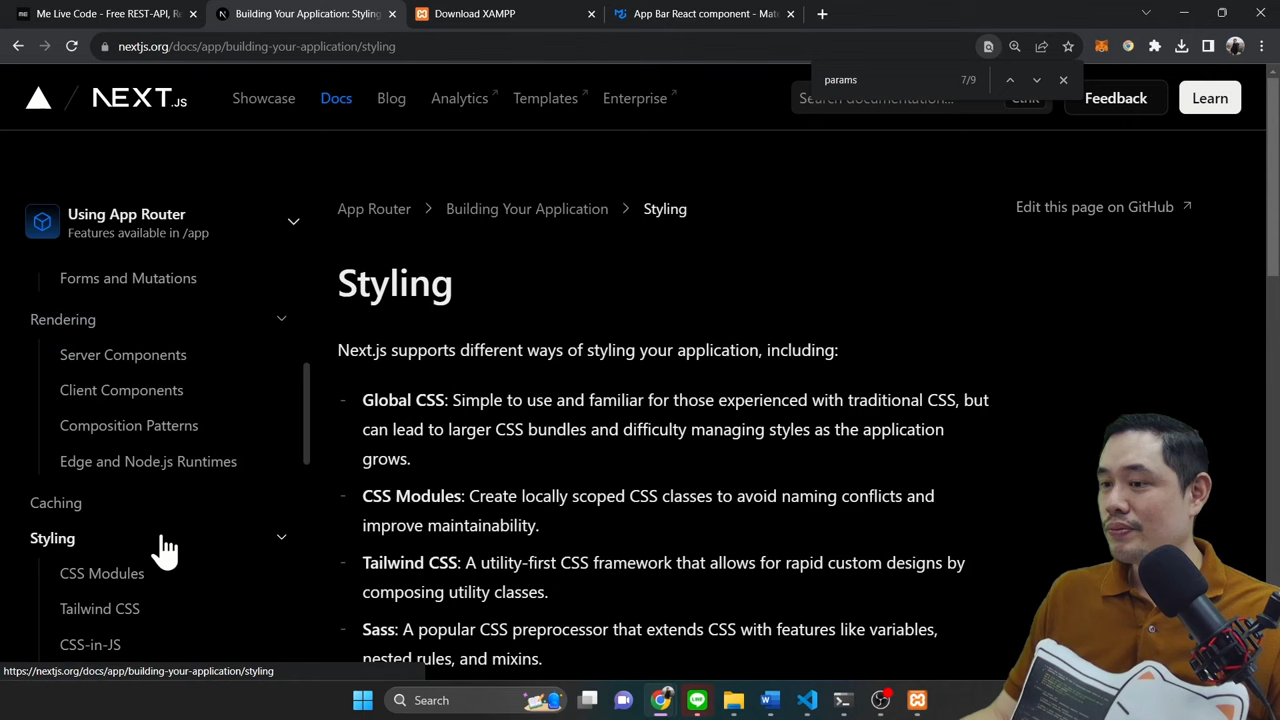 Me Live Code - Free REST-API, R
Building Your Application: Styling
Download XAMPP
App Bar React component - Mate
nextjs.org/docs/app/building-your-application/styling
params
7/9
NEXT.JS
Showcase
Docs
Blog
Analytics
Templates
Enterprise
Search documentation...
CtrlK
Feedback
Learn
Using App Router
Features available in /app
App Router
Building Your Application
Styling
Edit this page on GitHub
Forms and Mutations
Rendering
Server Components
Client Components
Composition Patterns
Edge and Node.js Runtimes
Caching
Styling
CSS Modules
Tailwind CSS
CSS-in-JS
Styling
Next.js supports different ways of styling your application, including:
- Global CSS: Simple to use and familiar for those experienced with traditional CSS, but
can lead to larger CSS bundles and difficulty managing styles as the application
grows.
- CSS Modules: Create locally scoped CSS classes to avoid naming conflicts and
improve maintainability.
- Tailwind CSS: A utility-first CSS framework that allows for rapid custom designs by
composing utility classes.
- Sass: A popular CSS preprocessor that extends CSS with features like variables,
nested rules, and mixins.
https://nextjs.org/docs/app/building-your-application/styling
Search